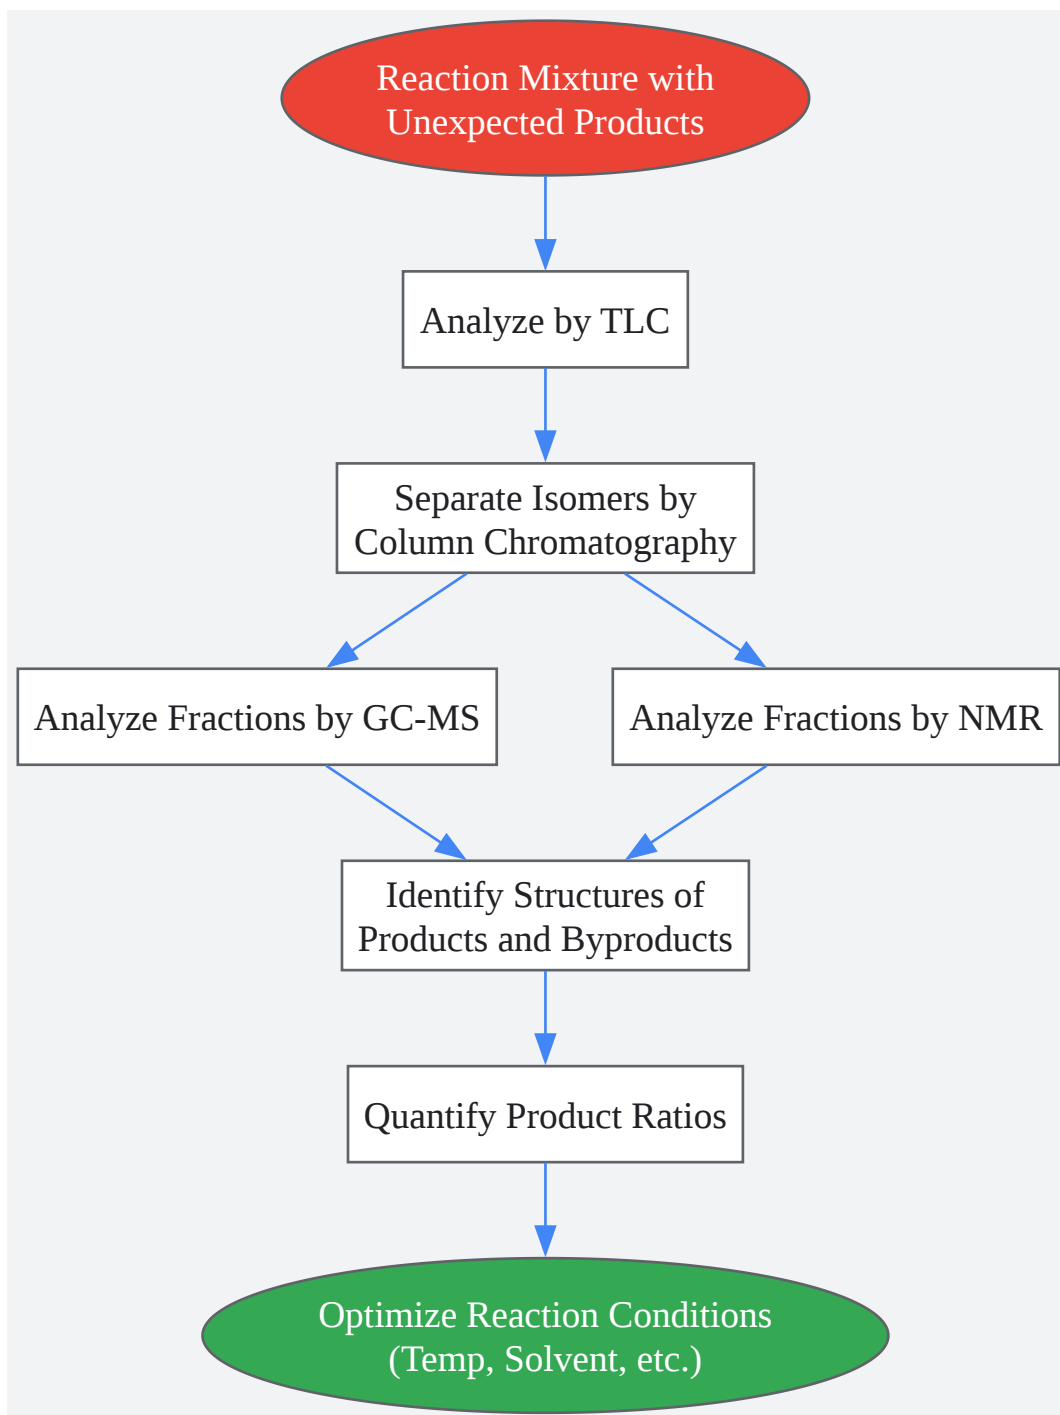 Reaction Mixture with
Unexpected Products
Analyze by TLC
Separate Isomers by
Column Chromatography
Analyze Fractions by GC-MS
Analyze Fractions by NMR
Identify Structures of
Products and Byproducts
Quantify Product Ratios
Optimize Reaction Conditions
(Temp, Solvent, etc.)